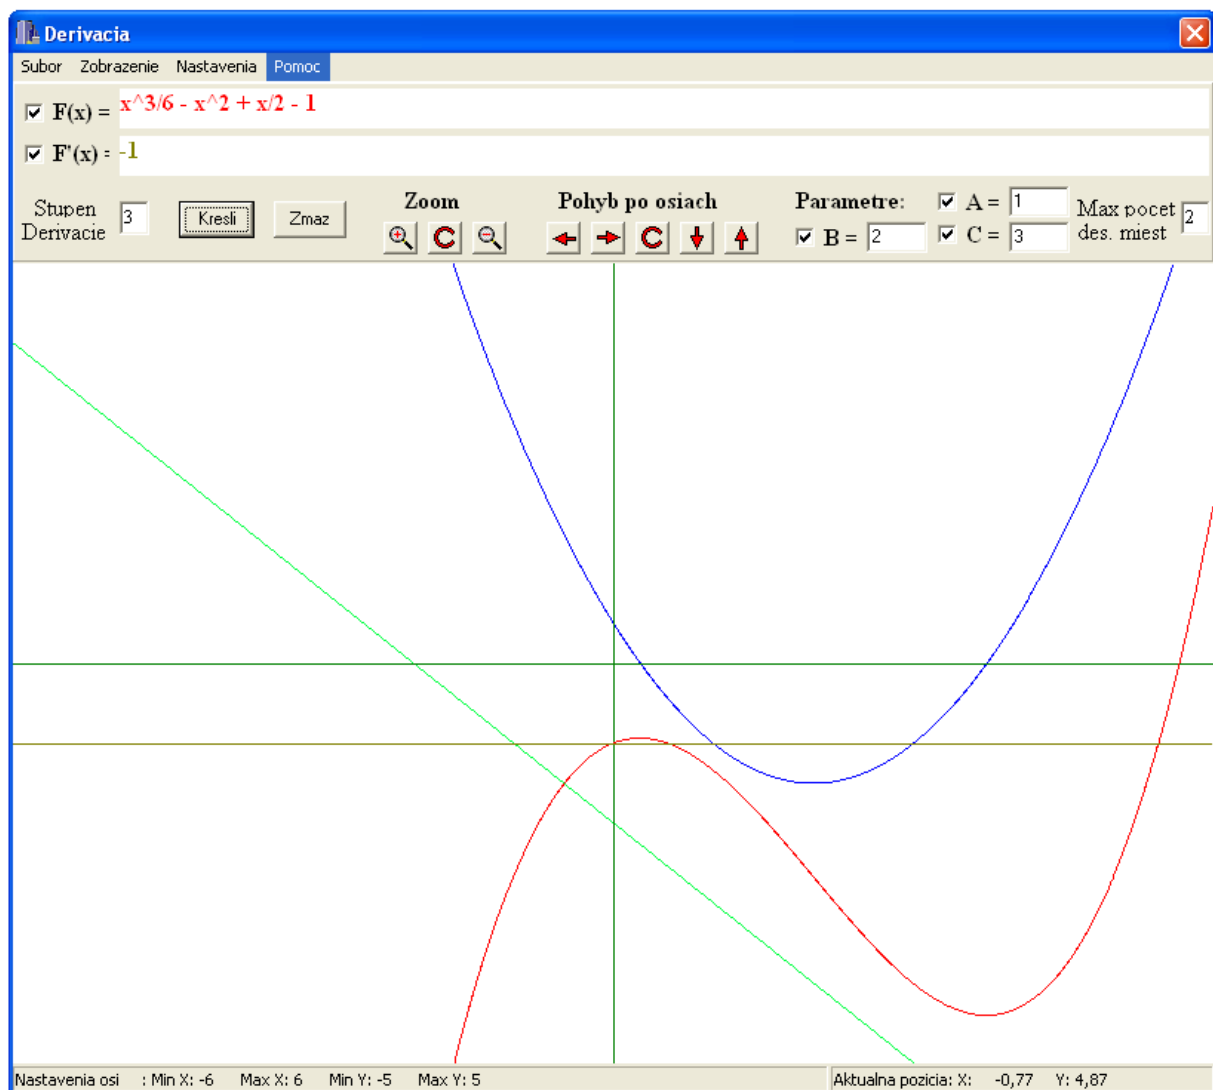 Derivacia
Subor Zobrazenie Nastavenia Pomoc
F(x) = x^3/6 - x^2 + x/2 - 1
F'(x) = -1
Stupen Derivacie 3
Kresli
Zmaz
Zoom
C
Pohyb po osiach
C
Parametre:
A = 1
B = 2
C = 3
Max pocet des. miest 2
Nastavenia osi : Min X: -6 Max X: 6 Min Y: -5 Max Y: 5
Aktualna pozicia: X: -0,77 Y: 4,87